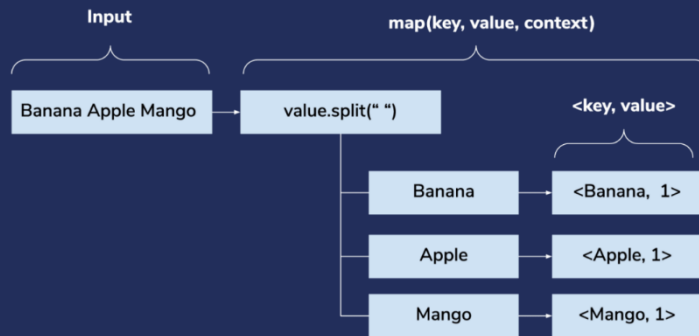 Input
map(key, value, context)
Banana Apple Mango
value.split(“ “)
<key, value>
Banana
<Banana, 1>
Apple
<Apple, 1>
Mango
<Mango, 1>